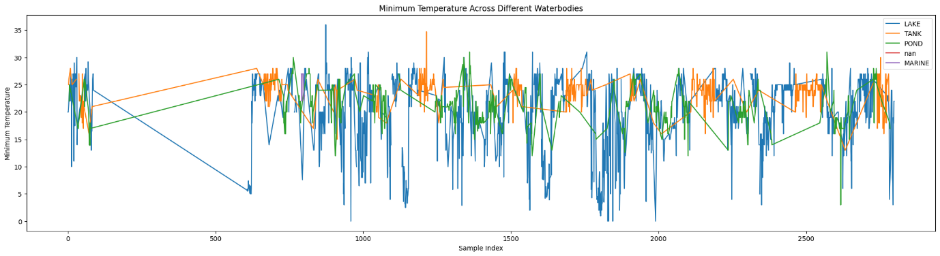 Minimum Temperature Across Different Waterbodies
LAKE
TANK
POND
nan
MARINE
Minimum Temperature
35
30
25
20
15
10
5
0
0
500
1000
1500
2000
2500
Sample Index